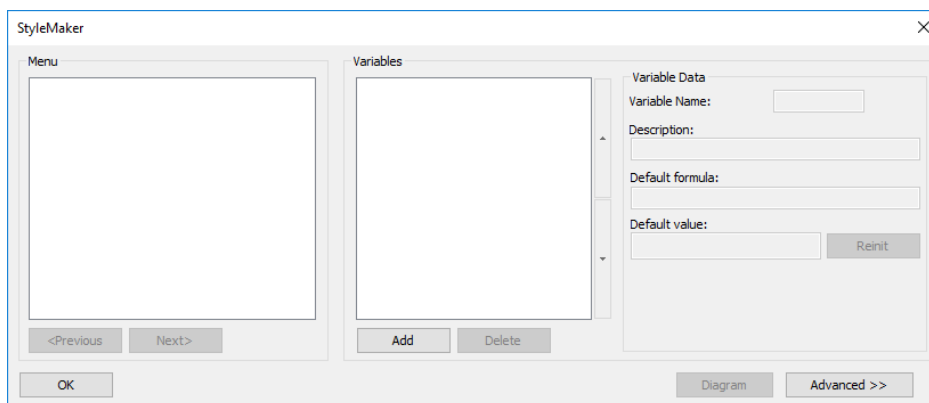 StyleMaker
Menu
Variables
Variable Data
Variable Name:
Description:
Default formula:
Default value:
Reinit
<Previous
Next>
Add
Delete
OK
Diagram
Advanced >>